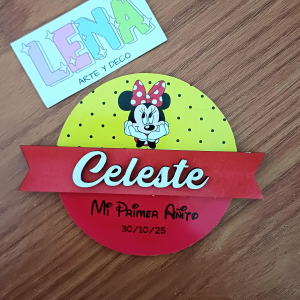 LENA
ARTE Y DECO
Celeste
Mi Primer Añito
30/10/25